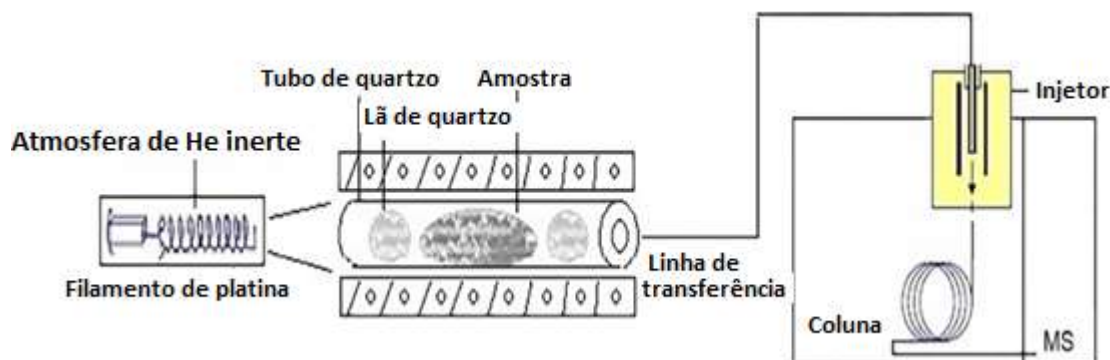 Tubo de quartzo
Amostra
Injetor
Lã de quartzo
Atmosfera de He inerte
Filamento de platina
Linha de
transferência
Coluna
MS